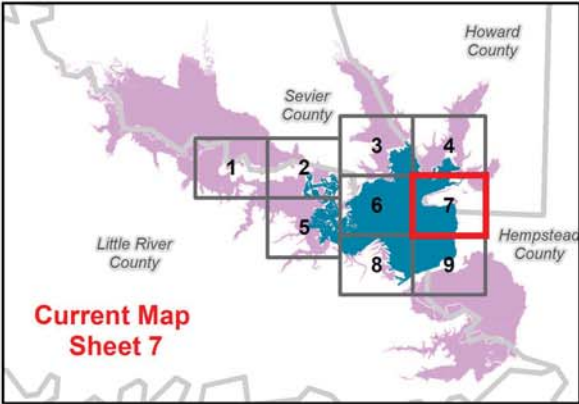 Howard
County
Sevier
County
3
4
1
2
6
7
5
Little River
County
Hempstead
County
8
9
Current Map
Sheet 7